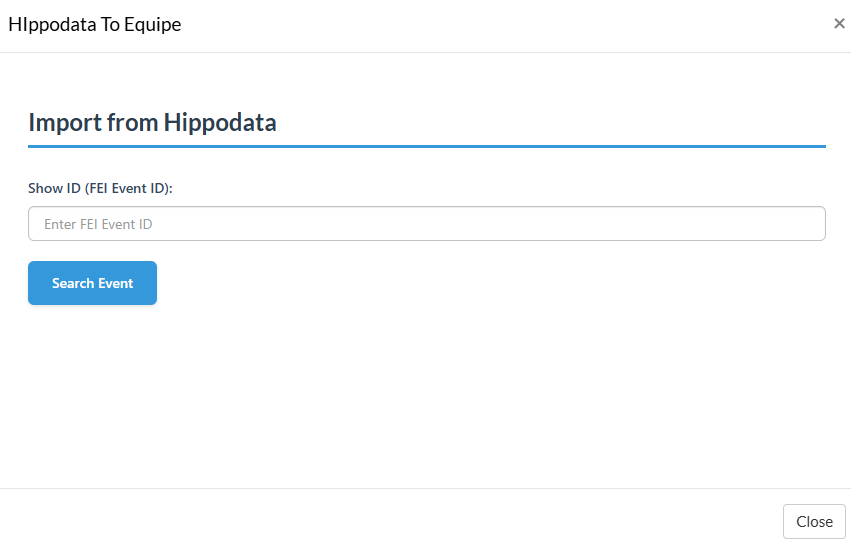 HIppodata To Equipe
×
Import from Hippodata
Show ID (FEI Event ID):
Enter FEI Event ID
Search Event
Close